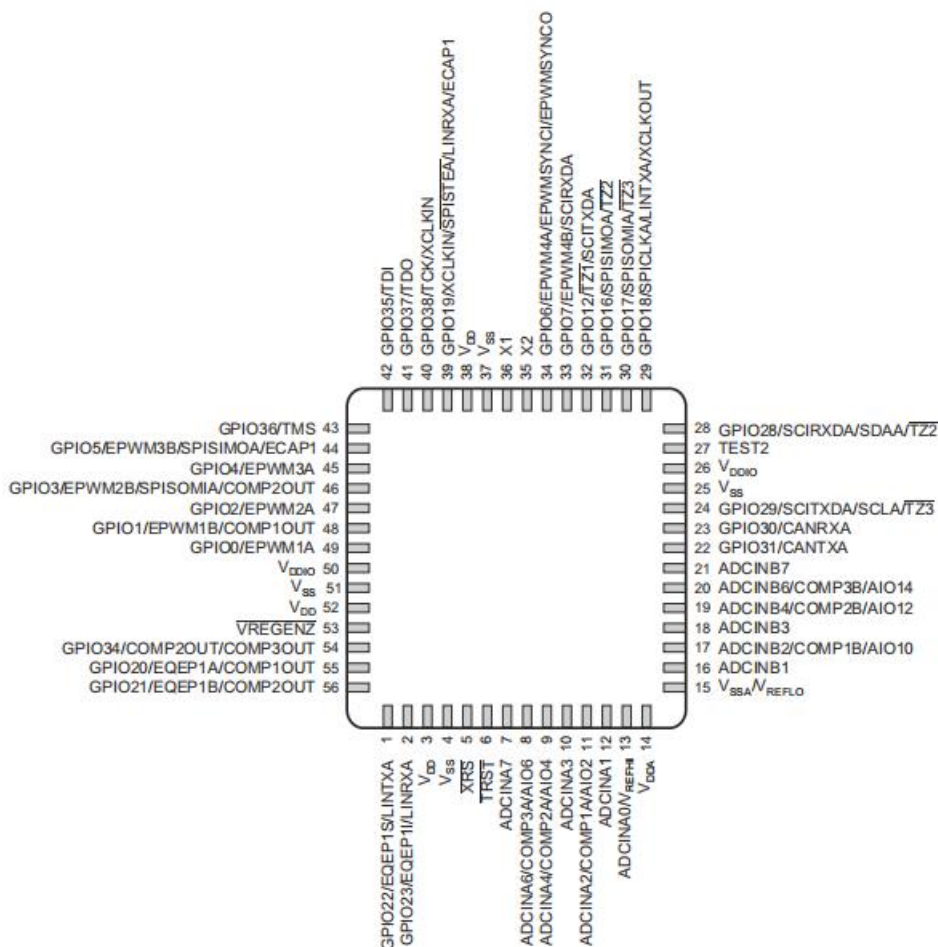 42 GPIO35/TDI
41 GPIO37/TDO
40 GPIO38/TCK/XCLKIN
39 GPIO19/XCLKIN/SPISTEA/LINRXA/ECAP1
38 VDD
37 VSS
36 X1
35 X2
34 GPIO6/EPWM4A/EPWMSYNCI/EPWMSYNCO
33 GPIO7/EPWM4B/SCIRXDA
32 GPIO12/TZ1/SCITXDA
31 GPIO16/SPISIMOA/TZ2
30 GPIO17/SPISOMIA/TZ3
29 GPIO18/SPICLKA/LINTXA/XCLKOUT
GPIO36/TMS 43
GPIO5/EPWM3B/SPISIMOA/ECAP1 44
GPIO4/EPWM3A 45
GPIO3/EPWM2B/SPISOMIA/COMP2OUT 46
GPIO2/EPWM2A 47
GPIO1/EPWM1B/COMP1OUT 48
GPIO0/EPWM1A 49
VDDIO 50
VSS 51
VDD 52
VREGENZ 53
GPIO34/COMP2OUT/COMP3OUT 54
GPIO20/EQEP1A/COMP1OUT 55
GPIO21/EQEP1B/COMP2OUT 56
28 GPIO28/SCIRXDA/SDAA/TZ2
27 TEST2
26 VDDIO
25 VSS
24 GPIO29/SCITXDA/SCLA/TZ3
23 GPIO30/CANRXA
22 GPIO31/CANTXA
21 ADCINB7
20 ADCINB6/COMP3B/AIO14
19 ADCINB4/COMP2B/AIO12
18 ADCINB3
17 ADCINB2/COMP1B/AIO10
16 ADCINB1
15 VSSA/VREFLO
GPIO22/EQEP1S/LINTXA 1
GPIO23/EQEP1I/LINRXA 2
VDD 3
VSS 4
XRS 5
TRST 6
ADCINA7 7
ADCINA6/COMP3A/AIO6 8
ADCINA4/COMP2A/AIO4 9
ADCINA3 10
ADCINA2/COMP1A/AIO2 11
ADCINA1 12
ADCINA0/VREFHI 13
VDDA 14